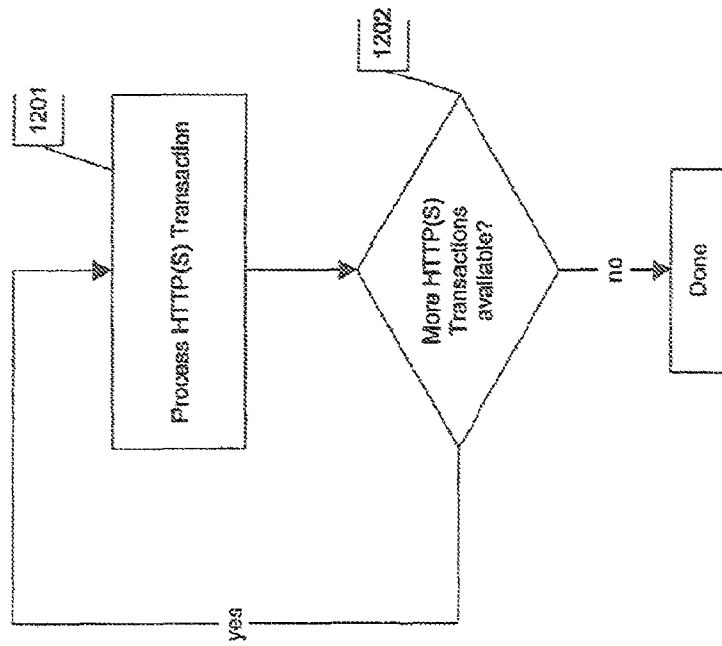 1201
Process HTTP(S) Transaction
1202
More HTTP(S)
Transactions
available?
yes
no
Done